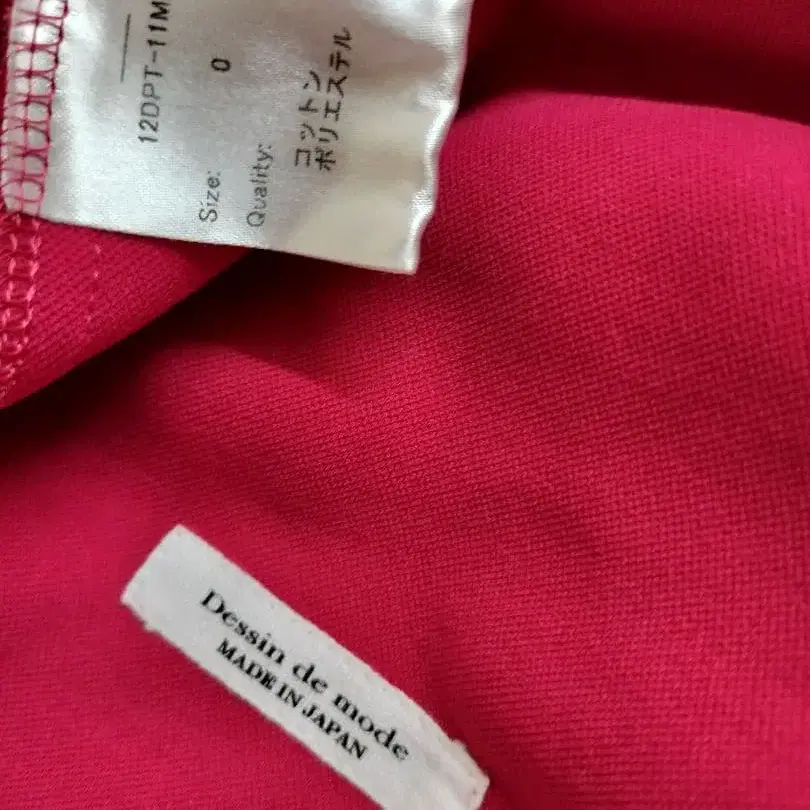 12DPT-11M
Size: 0
Quality: コットン
ポリエステル
Dessin de mode
MADE IN JAPAN